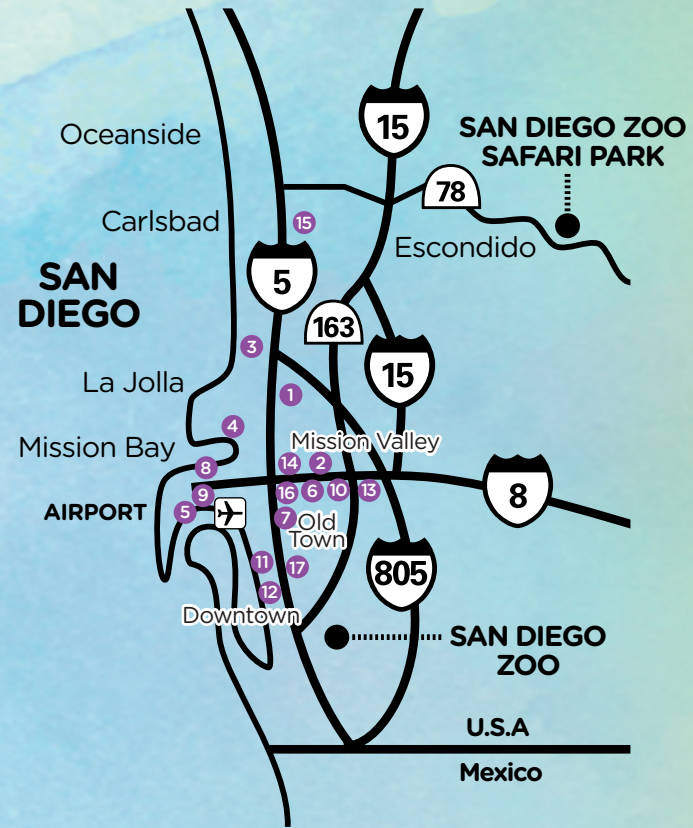 Oceanside
15
SAN DIEGO ZOO
SAFARI PARK
78
Carlsbad
15
Escondido
SAN
DIEGO
5
163
3
15
La Jolla
1
4
Mission Valley
Mission Bay
8
14
2
9
16
6
10
13
8
AIRPORT
5
7
Old
Town
11
17
805
12
Downtown
SAN DIEGO
ZOO
U.S.A
Mexico